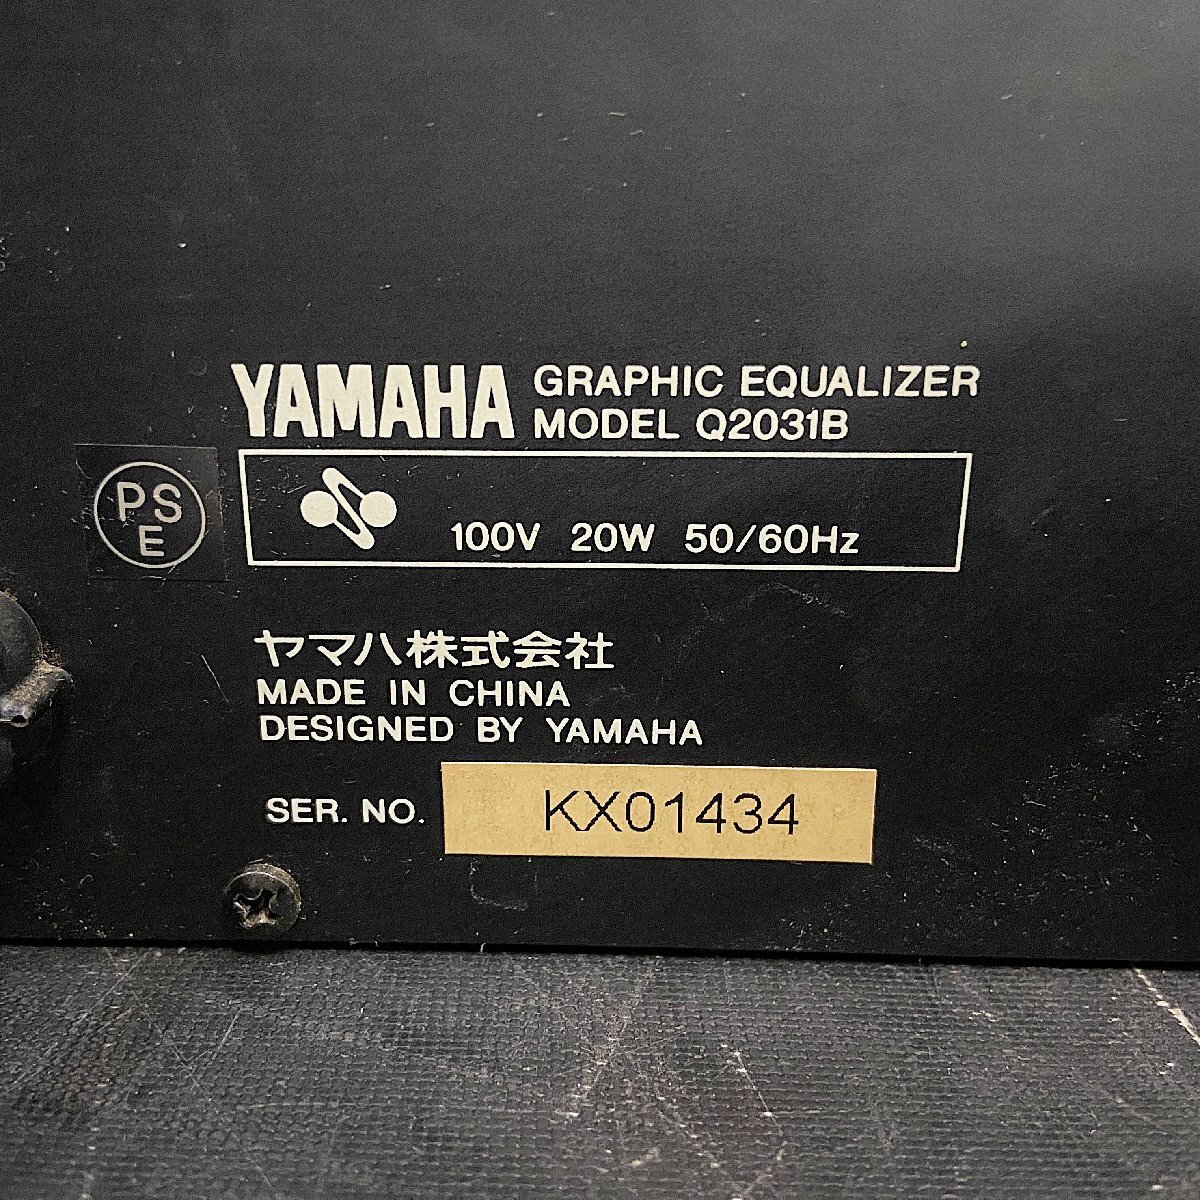 YAMAHA
GRAPHIC EQUALIZER
MODEL Q2031B
PS
E
100V 20W 50/60Hz
ヤマハ株式会社
MADE IN CHINA
DESIGNED BY YAMAHA
SER. NO. KX01434